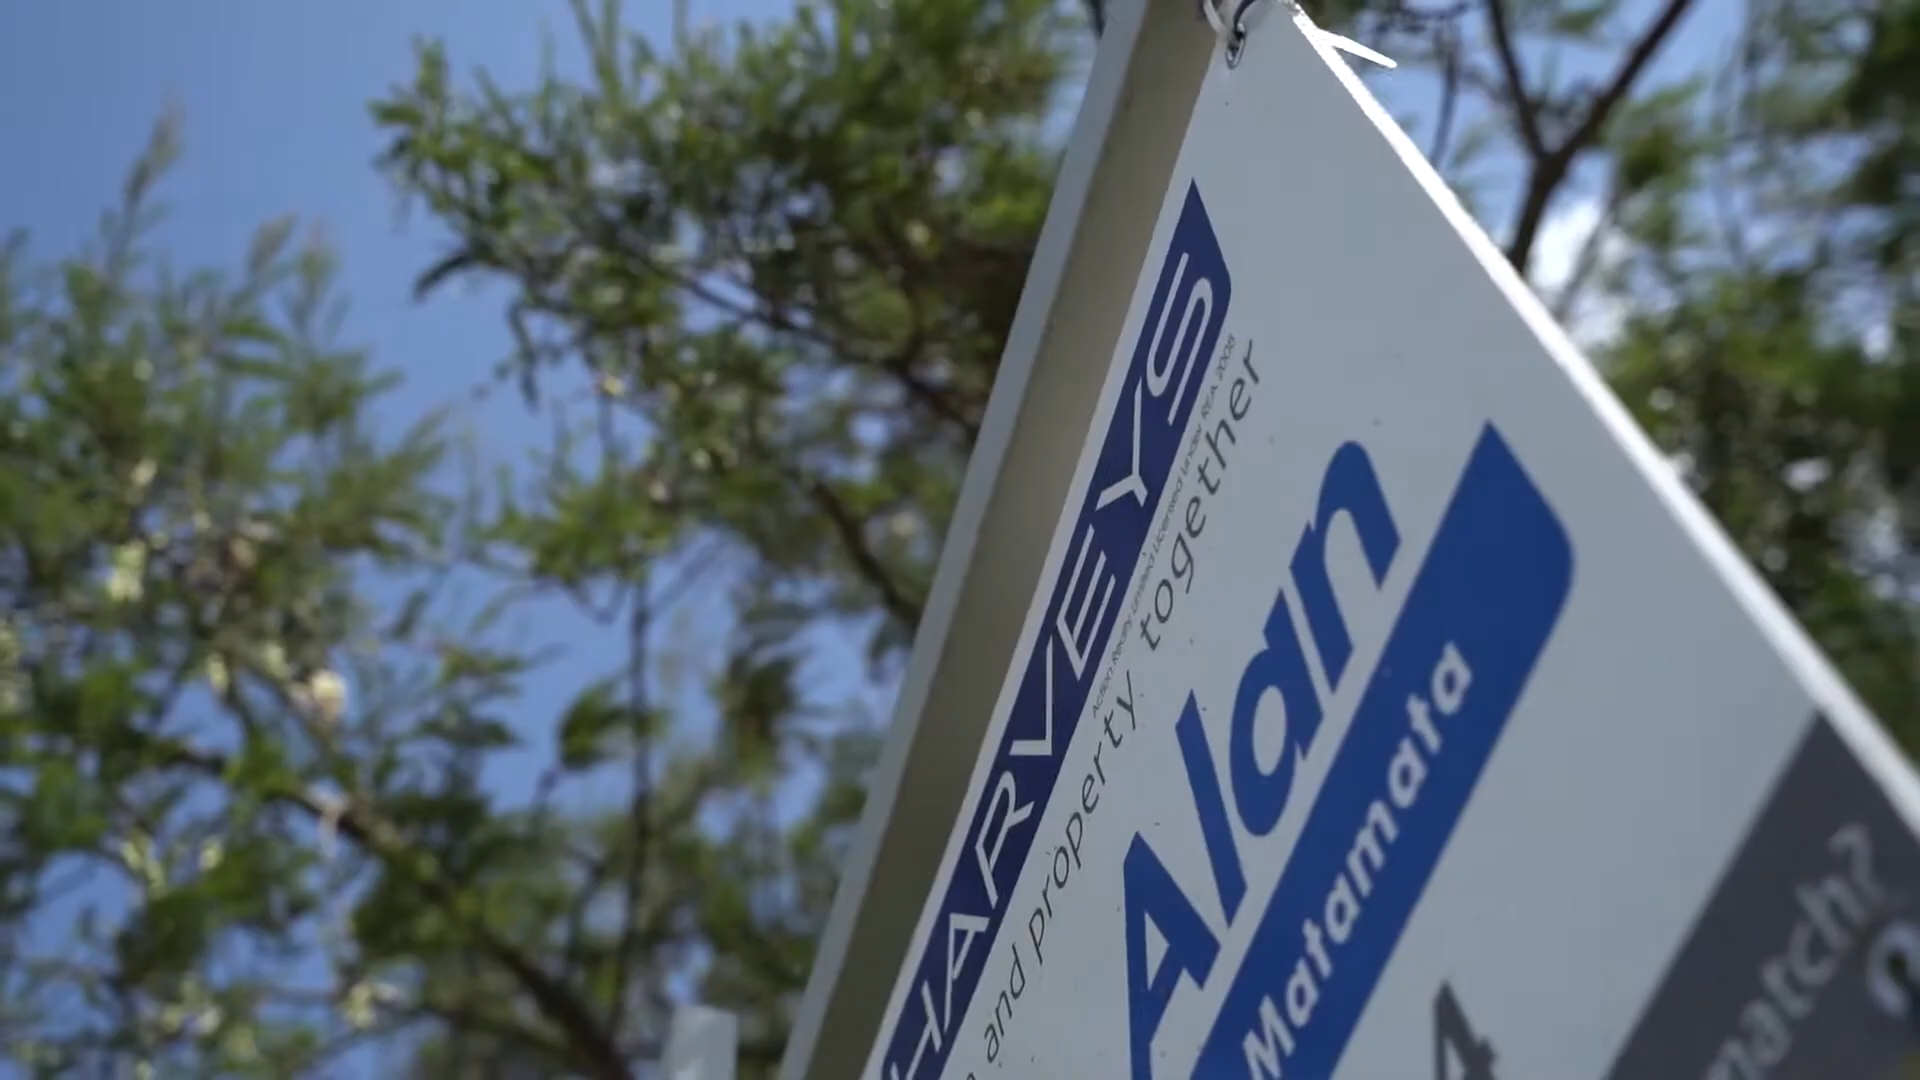 HARVEYS
Action Realty Limited Licensed Under REA 2008
and property together
Alan
Matamata
4
match?